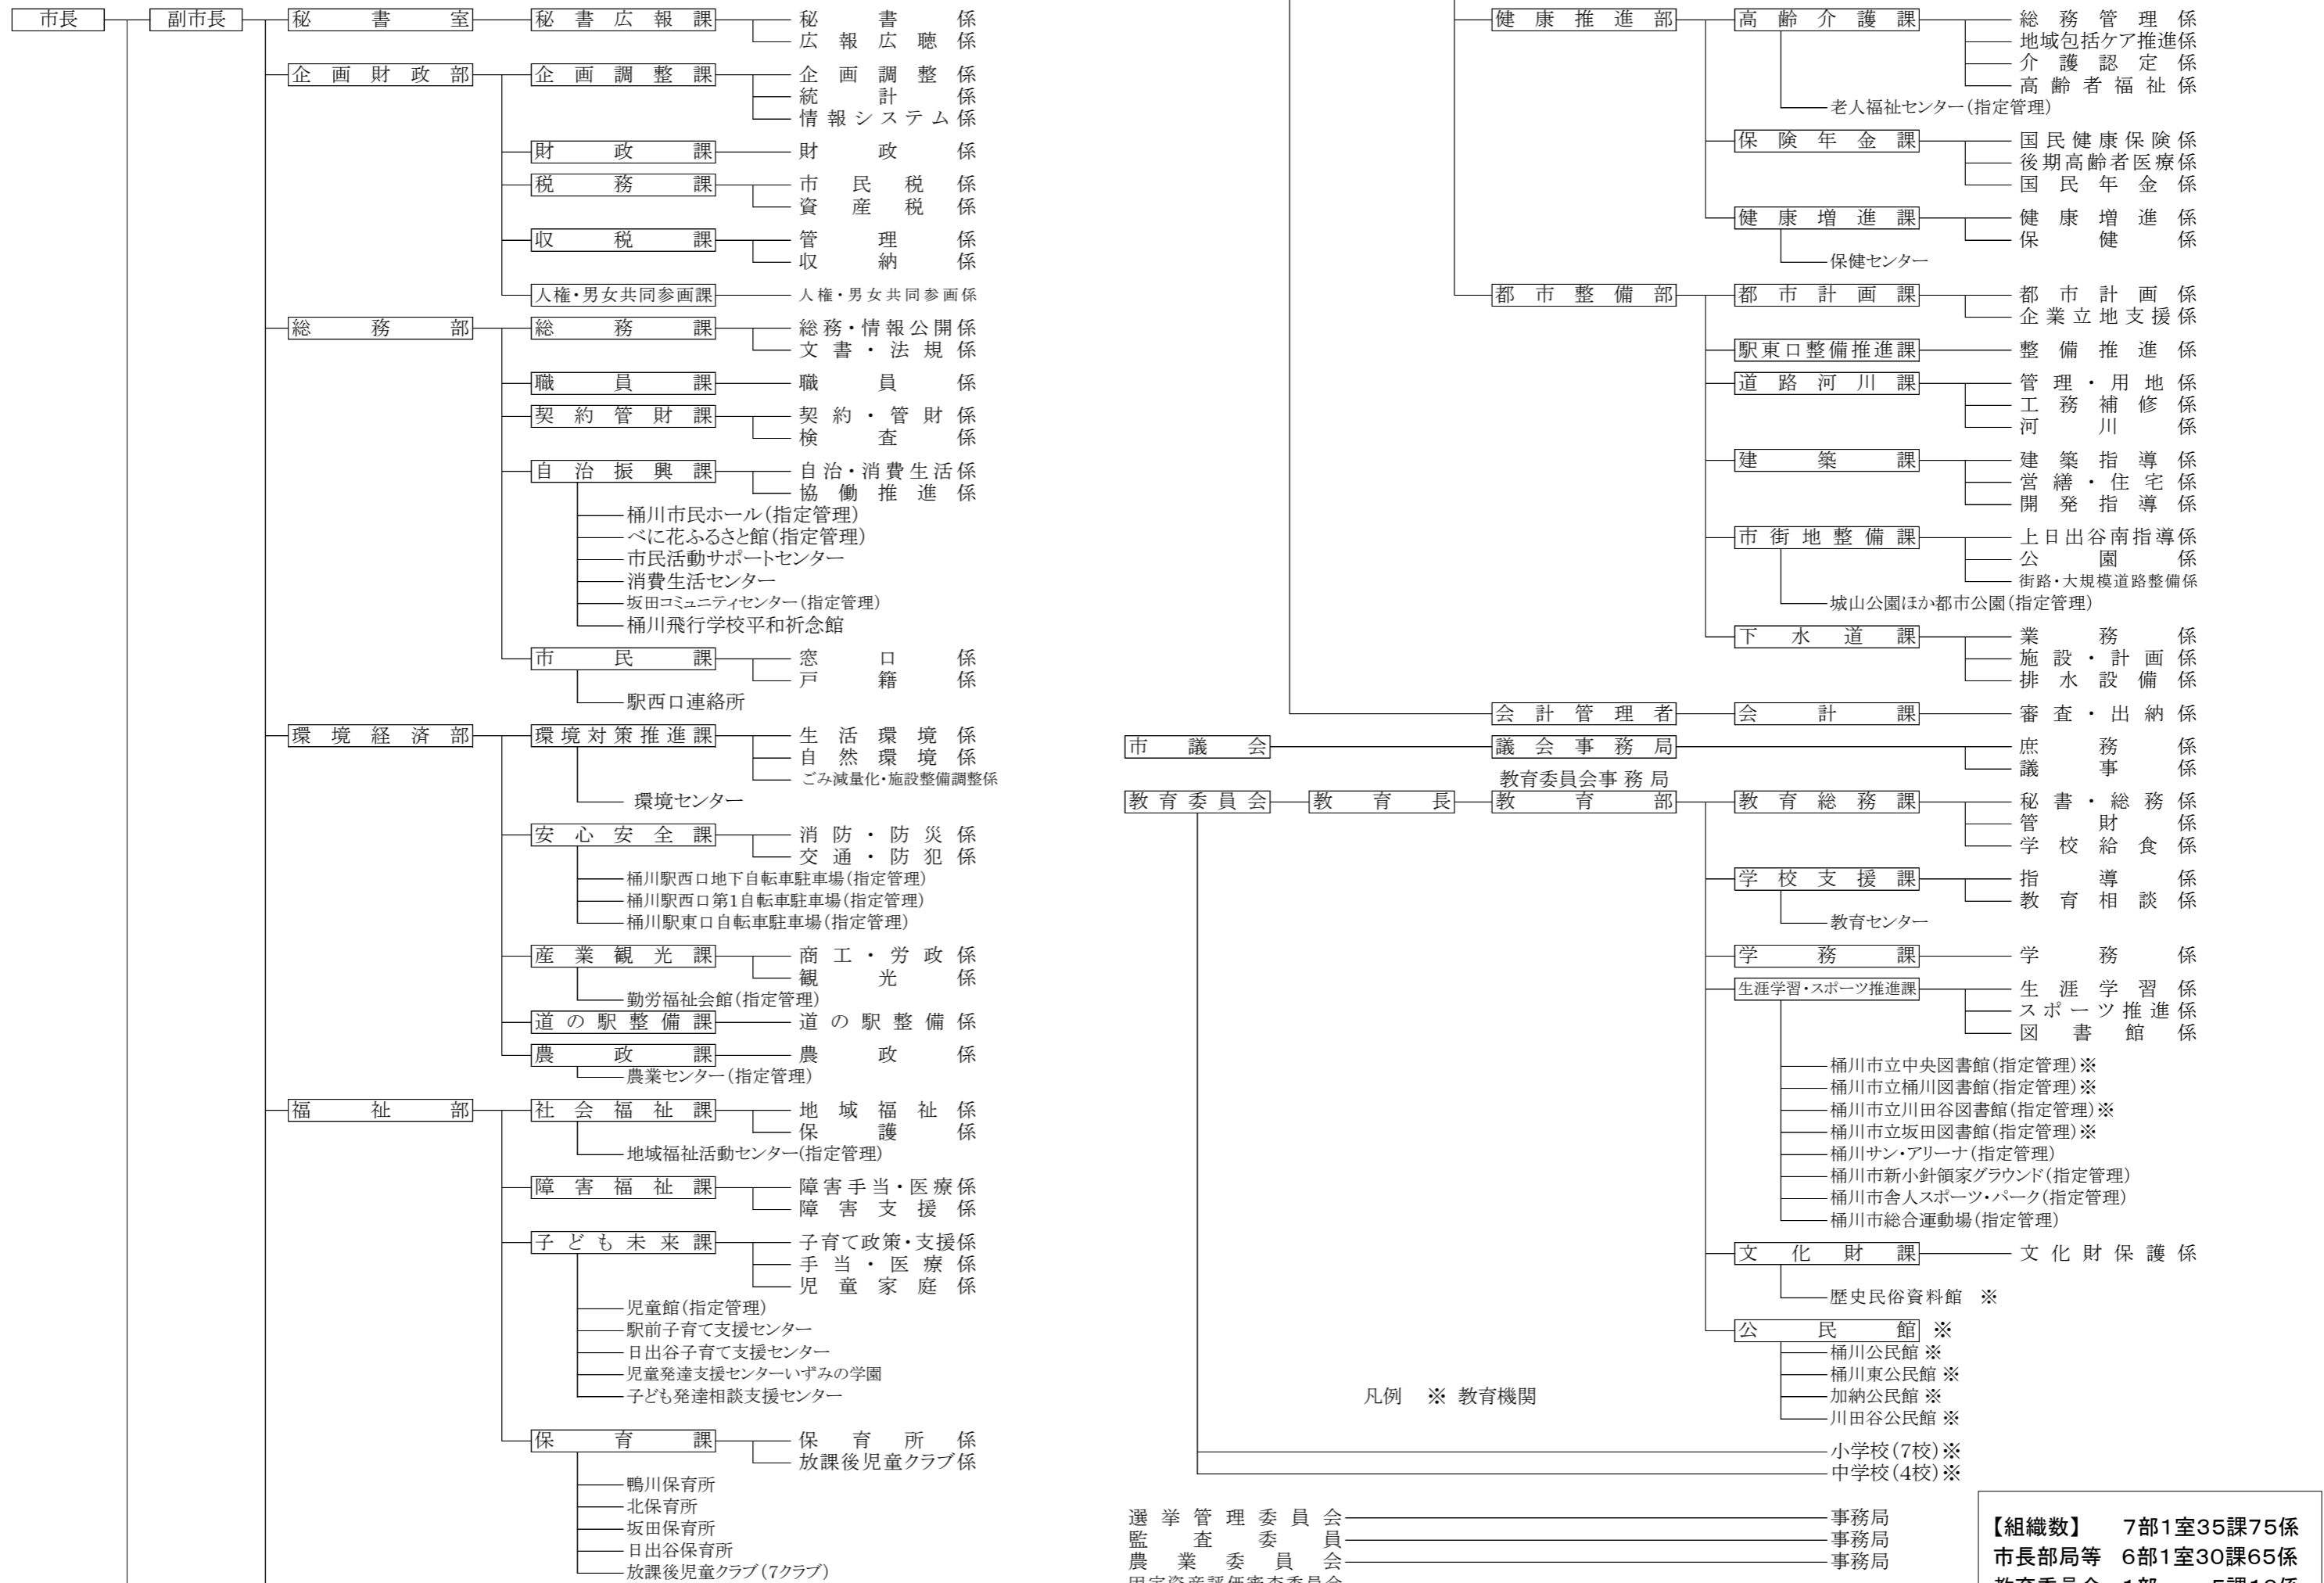 市長 副市長 秘書室 秘書広報課 秘書係
広報広聴係
企画財政部 企画調整課 企画調整係
統計係
情報システム係
財政課 財政係
税務課 市民税係
資産税係
収税課 管理係
収納係
人権・男女共同参画課 人権・男女共同参画係
総務部 総務課 総務・情報公開係
文書・法規係
職員課 職員係
契約管財課 契約・管財係
検査係
自治振興課 自治・消費生活係
協働推進係
桶川市民ホール(指定管理)
べに花ふるさと館(指定管理)
市民活動サポートセンター
消費生活センター
坂田コミュニティセンター(指定管理)
桶川飛行学校平和祈念館
市民課 窓口係
戸籍係
駅西口連絡所
環境経済部 環境対策推進課 生活環境係
自然環境係
ごみ減量化・施設整備調整係
環境センター
安心安全課 消防・防災係
交通・防犯係
桶川駅西口地下自転車駐車場(指定管理)
桶川駅西口第1自転車駐車場(指定管理)
桶川駅東口自転車駐車場(指定管理)
産業観光課 商工・労政係
観光係
勤労福祉会館(指定管理)
道の駅整備課 道の駅整備係
農政課 農政係
農業センター(指定管理)
福祉部 社会福祉課 地域福祉係
保護係
地域福祉活動センター(指定管理)
障害福祉課 障害手当・医療係
障害支援係
子ども未来課 子育て政策・支援係
手当・医療係
児童家庭係
児童館(指定管理)
駅前子育て支援センター
日出谷子育て支援センター
児童発達支援センターいずみの学園
子ども発達相談支援センター
保育課 保育所係
放課後児童クラブ係
鴨川保育所
北保育所
坂田保育所
日出谷保育所
放課後児童クラブ(7クラブ)
健康推進部 高齢介護課 総務管理係
地域包括ケア推進係
介護認定係
高齢者福祉係
老人福祉センター(指定管理)
保険年金課 国民健康保険係
後期高齢者医療係
国民年金係
健康増進課 健康増進係
保健係
保健センター
都市整備部 都市計画課 都市計画係
企業立地支援係
駅東口整備推進課 整備推進係
道路河川課 管理・用地係
工務補修係
河川係
建築課 建築指導係
営繕・住宅係
開発指導係
市街地整備課 上日出谷南指導係
公園係
街路・大規模道路整備係
城山公園ほか都市公園(指定管理)
下水道課 業務係
施設・計画係
排水設備係
会計管理者 会計課 審査・出納係
市議会 議会事務局 庶務係
議事係
教育委員会事務局
教育委員会 教育長 教育部 教育総務課 秘書・総務係
管財係
学校給食係
学校支援課 指導係
教育相談係
教育センター
学務課 学務係
生涯学習・スポーツ推進課 生涯学習係
スポーツ推進係
図書館係
桶川市立中央図書館(指定管理)※
桶川市立桶川図書館(指定管理)※
桶川市立川田谷図書館(指定管理)※
桶川市立坂田図書館(指定管理)※
桶川サン・アリーナ(指定管理)
桶川市新小針領家グラウンド(指定管理)
桶川市舎人スポーツ・パーク(指定管理)
桶川市総合運動場(指定管理)
文化財課 文化財保護係
歴史民俗資料館 ※
公民館 ※
桶川公民館 ※
桶川東公民館 ※
加納公民館 ※
川田谷公民館 ※
凡例 ※ 教育機関
小学校(7校)※
中学校(4校)※
選挙管理委員会 事務局
監査委員 事務局
農業委員会 事務局
固定資産評価審査委員会
【組織数】 7部1室35課75係
市長部局等 6部1室30課65係
教育委員会 1部 5課10係